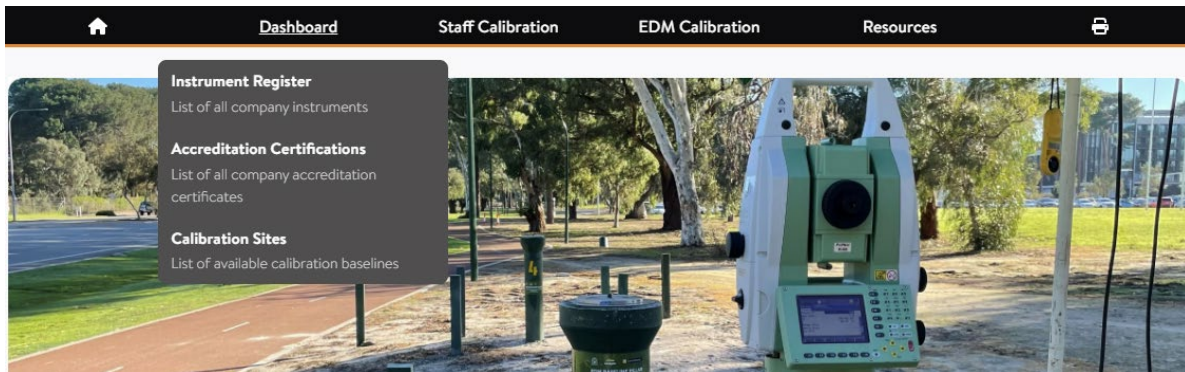 Dashboard
Staff Calibration
EDM Calibration
Resources
Instrument Register
List of all company instruments
Accreditation Certifications
List of all company accreditation
certificates
Calibration Sites
List of available calibration baselines
4